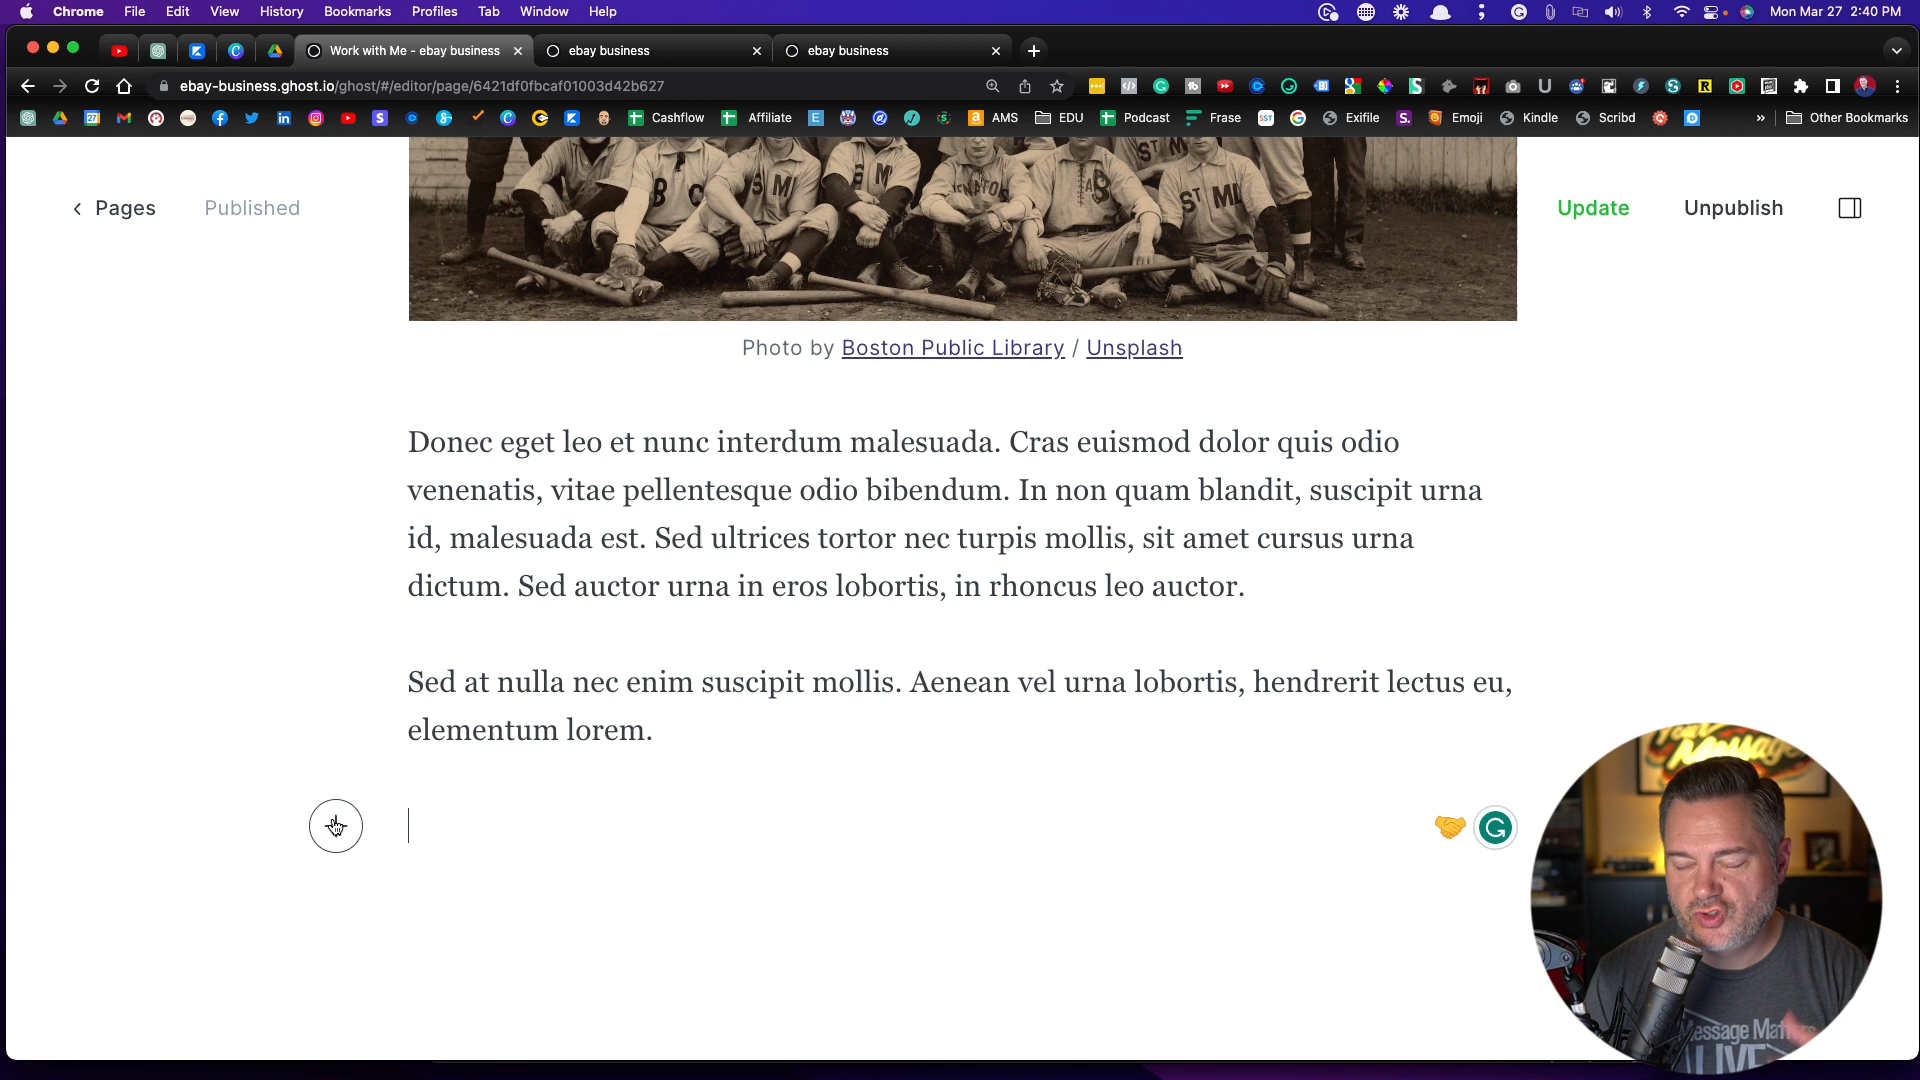 Chrome File Edit View History Bookmarks Profiles Tab Window Help Mon Mar 27 2:40 PM
Work with Me - ebay business ebay business ebay business
ebay-business.ghost.io/ghost/#/editor/page/6421df0fbcaf01003d42b627
Cashflow Affiliate AMS EDU Podcast Frase Exifile Emoji Kindle Scribd » Other Bookmarks
Pages Published Update Unpublish
Photo by Boston Public Library / Unsplash
Donec eget leo et nunc interdum malesuada. Cras euismod dolor quis odio
venenatis, vitae pellentesque odio bibendum. In non quam blandit, suscipit urna
id, malesuada est. Sed ultrices tortor nec turpis mollis, sit amet cursus urna
dictum. Sed auctor urna in eros lobortis, in rhoncus leo auctor.
Sed at nulla nec enim suscipit mollis. Aenean vel urna lobortis, hendrerit lectus eu,
elementum lorem.